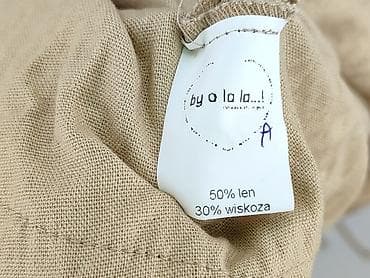 by o la la...!
A
50% len
30% wiskoza